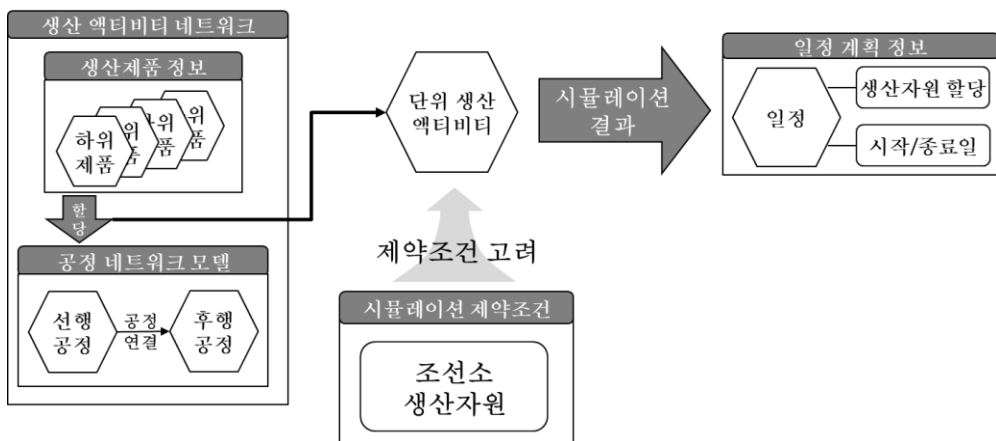 생산 액티비티 네트워크
생산제품 정보
하위
제품
위
품
하위
품
하위
제품
할
당
공정 네트워크 모델
선행
공정
공정
연결
후행
공정
단위 생산
액티비티
제약조건 고려
시뮬레이션 제약조건
조선소
생산자원
시뮬레이션
결과
일정 계획 정보
일정
생산자원 할당
시작/종료일